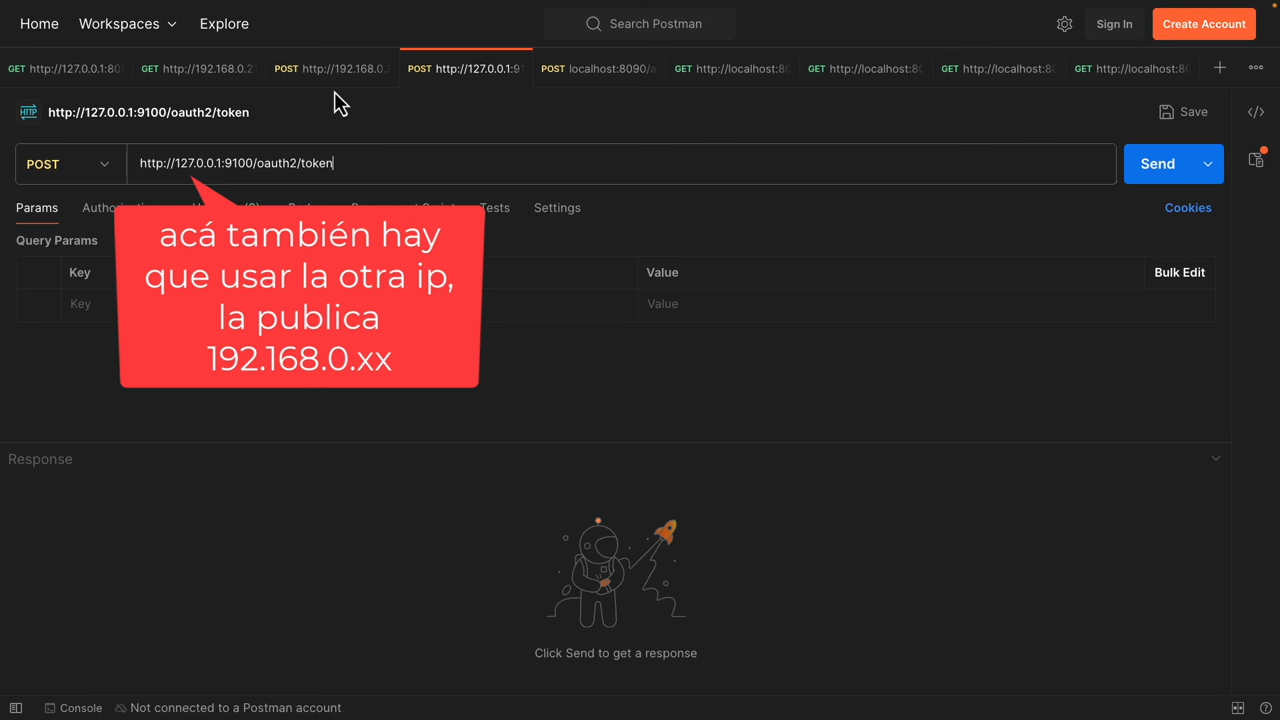 Home
Workspaces
Explore
Search Postman
Sign In
Create Account
GET http://127.0.0.1:80
GET http://192.168.0.2
POST http://192.168.0.
POST http://127.0.0.1:9
POST localhost:8090/a
GET http://localhost:8
GET http://localhost:8
GET http://localhost:8
GET http://localhost:8
HTTP http://127.0.0.1:9100/oauth2/token
Save
POST
http://127.0.0.1:9100/oauth2/token
Send
Params
Tests
Settings
Cookies
acá también hay
que usar la otra ip,
la publica
192.168.0.xx
Query Params
Key
Value
Bulk Edit
Key
Value
Response
Click Send to get a response
Console
Not connected to a Postman account